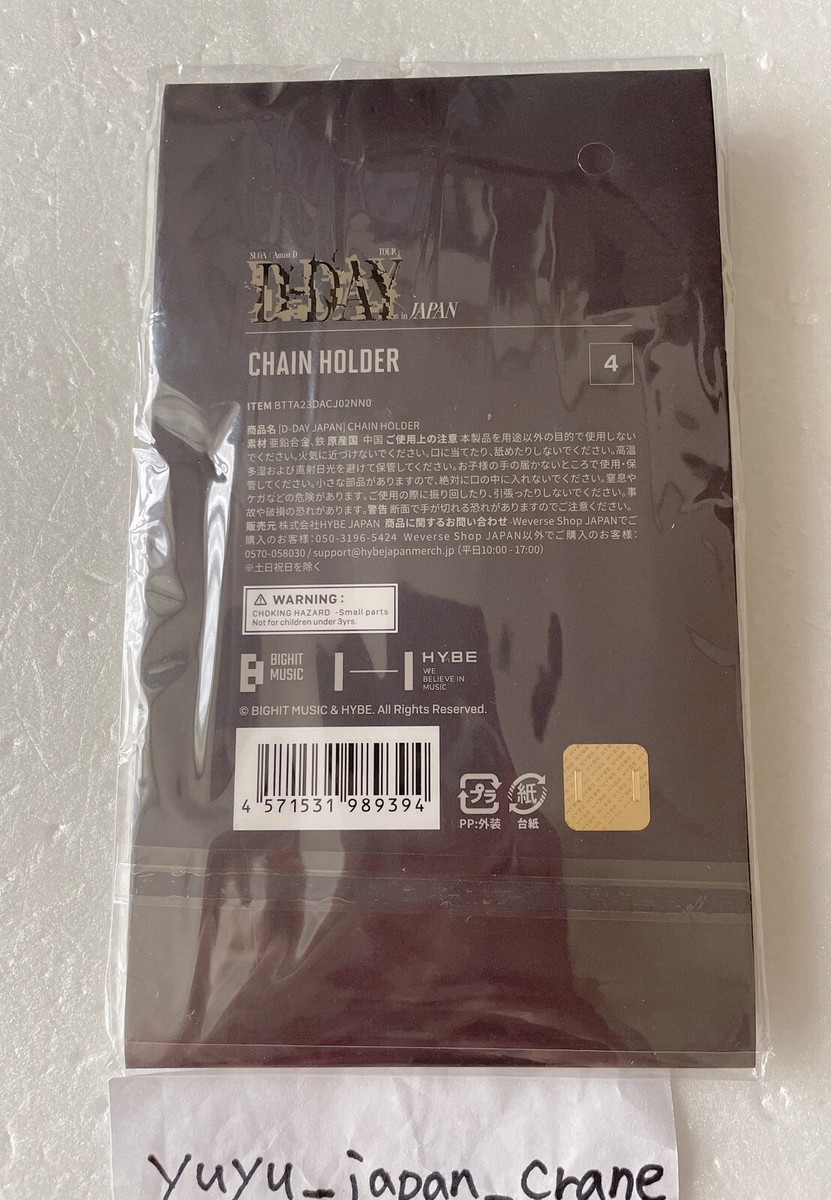 SUGA | Agust D TOUR
D-DAY in JAPAN
CHAIN HOLDER 4
ITEM BTTA23DACJ02NN0
商品名 [D-DAY JAPAN] CHAIN HOLDER
素材 亜鉛合金、鉄 原産国 中国 ご使用上の注意 本製品を用途以外の目的で使用しない
でください。火気に近づけないでください。口に当てたり、舐めたりしないでください。高温
多湿および直射日光を避けて保管してください。お子様の手の届かないところで使用・保
管してください。小さな部品がありますので、絶対に口の中に入れないでください。窒息や
ケガなどの危険があります。ご使用の際に振り回したり、引張ったりしないでください。事
故や破損の恐れがあります。警告 断面で手が切れる恐れがありますのでご注意ください。
販売元 株式会社HYBE JAPAN 商品に関するお問い合わせ Weverse Shop JAPANでご
購入のお客様：050-3196-5424 Weverse Shop JAPAN以外でご購入のお客様：
0570-058030 / support@hybejapanmerch.jp (平日10:00 - 17:00)
※土日祝日を除く
WARNING :
CHOKING HAZARD -Small parts
Not for children under 3yrs.
BIGHIT
MUSIC
HYBE
WE
BELIEVE IN
MUSIC
© BIGHIT MUSIC & HYBE. All Rights Reserved.
4 571531 989394
プラ 紙
PP:外装 台紙
yuyu_japan_crane